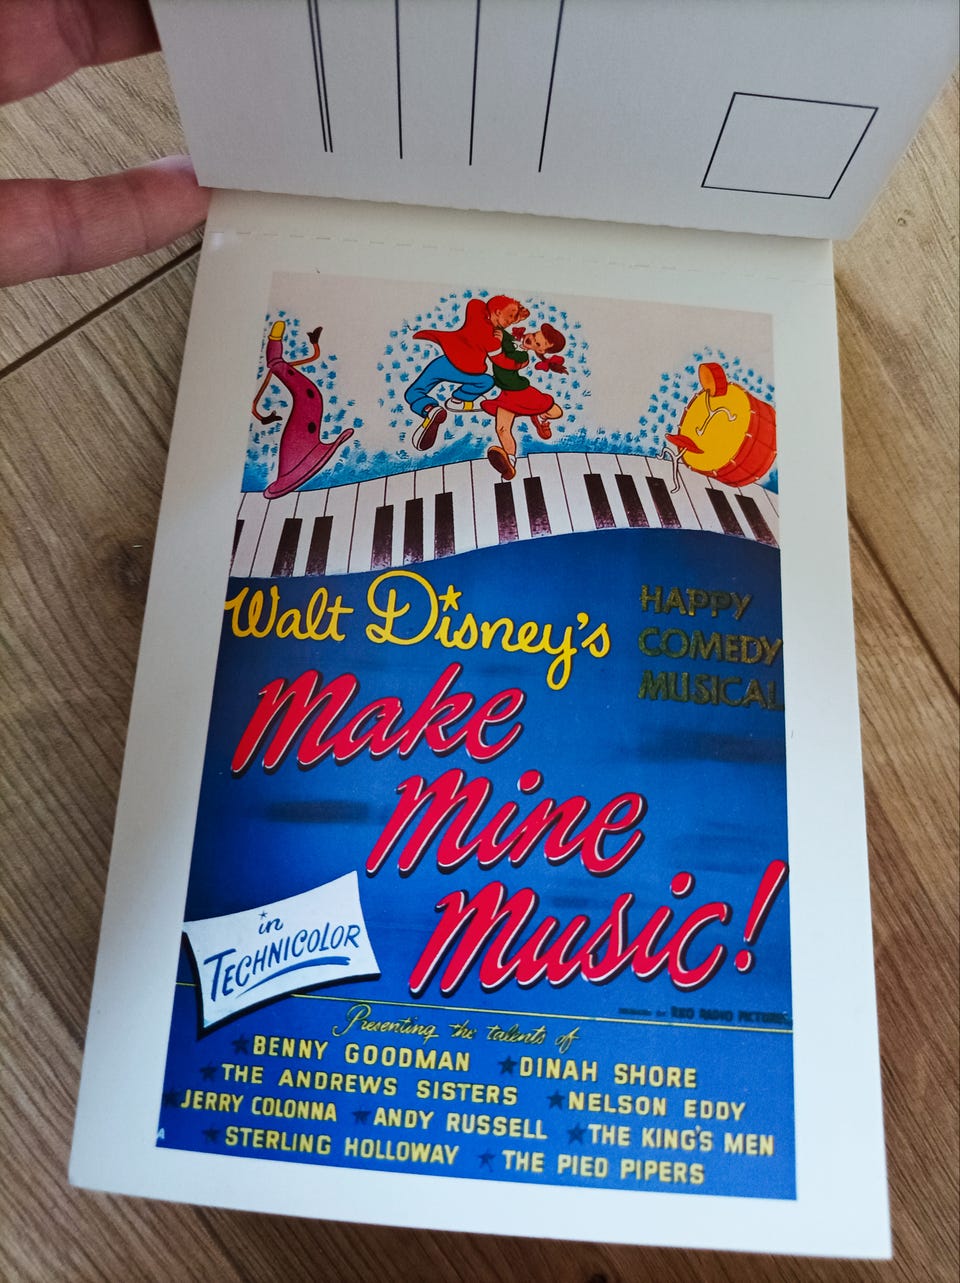 Walt Disney's
HAPPY
COMEDY
MUSICAL
Make
Mine
Music!
in
TECHNICOLOR
RKO RADIO PICTURES
Presenting the talents of
BENNY GOODMAN DINAH SHORE
THE ANDREWS SISTERS NELSON EDDY
JERRY COLONNA ANDY RUSSELL THE KING'S MEN
STERLING HOLLOWAY THE PIED PIPERS